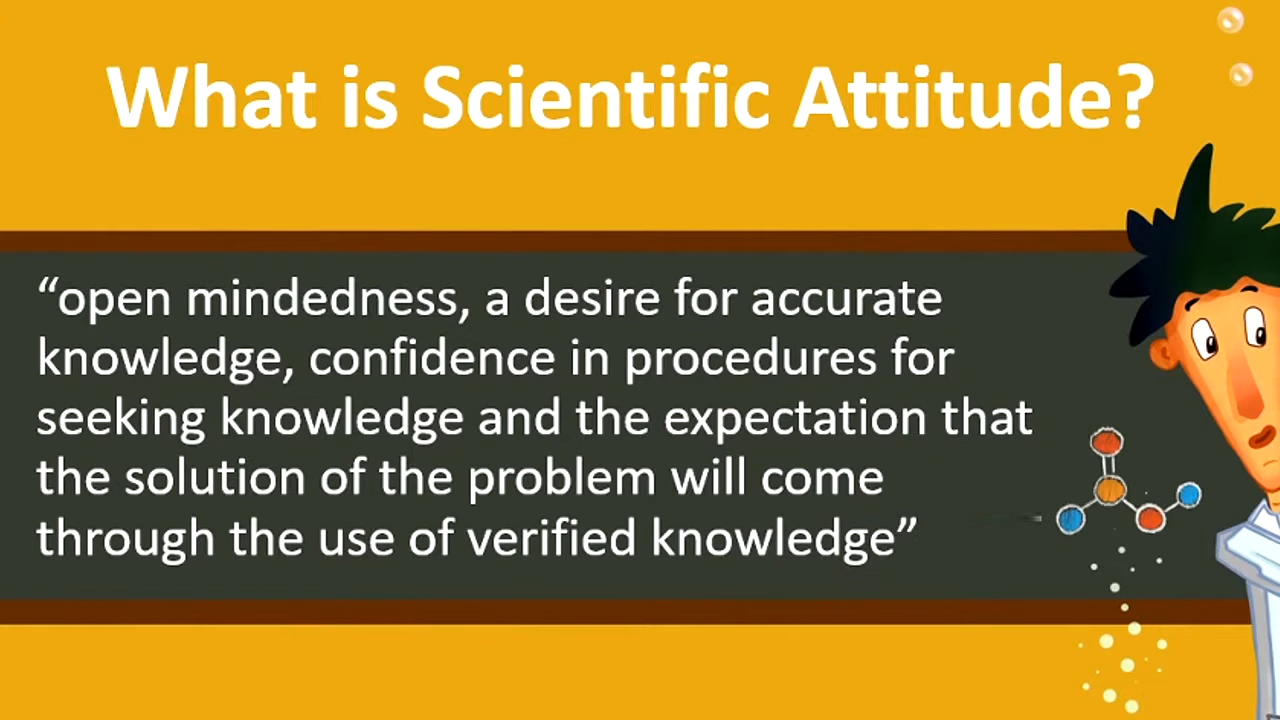 What is Scientific Attitude?
“open mindedness, a desire for accurate
knowledge, confidence in procedures for
seeking knowledge and the expectation that
the solution of the problem will come
through the use of verified knowledge”